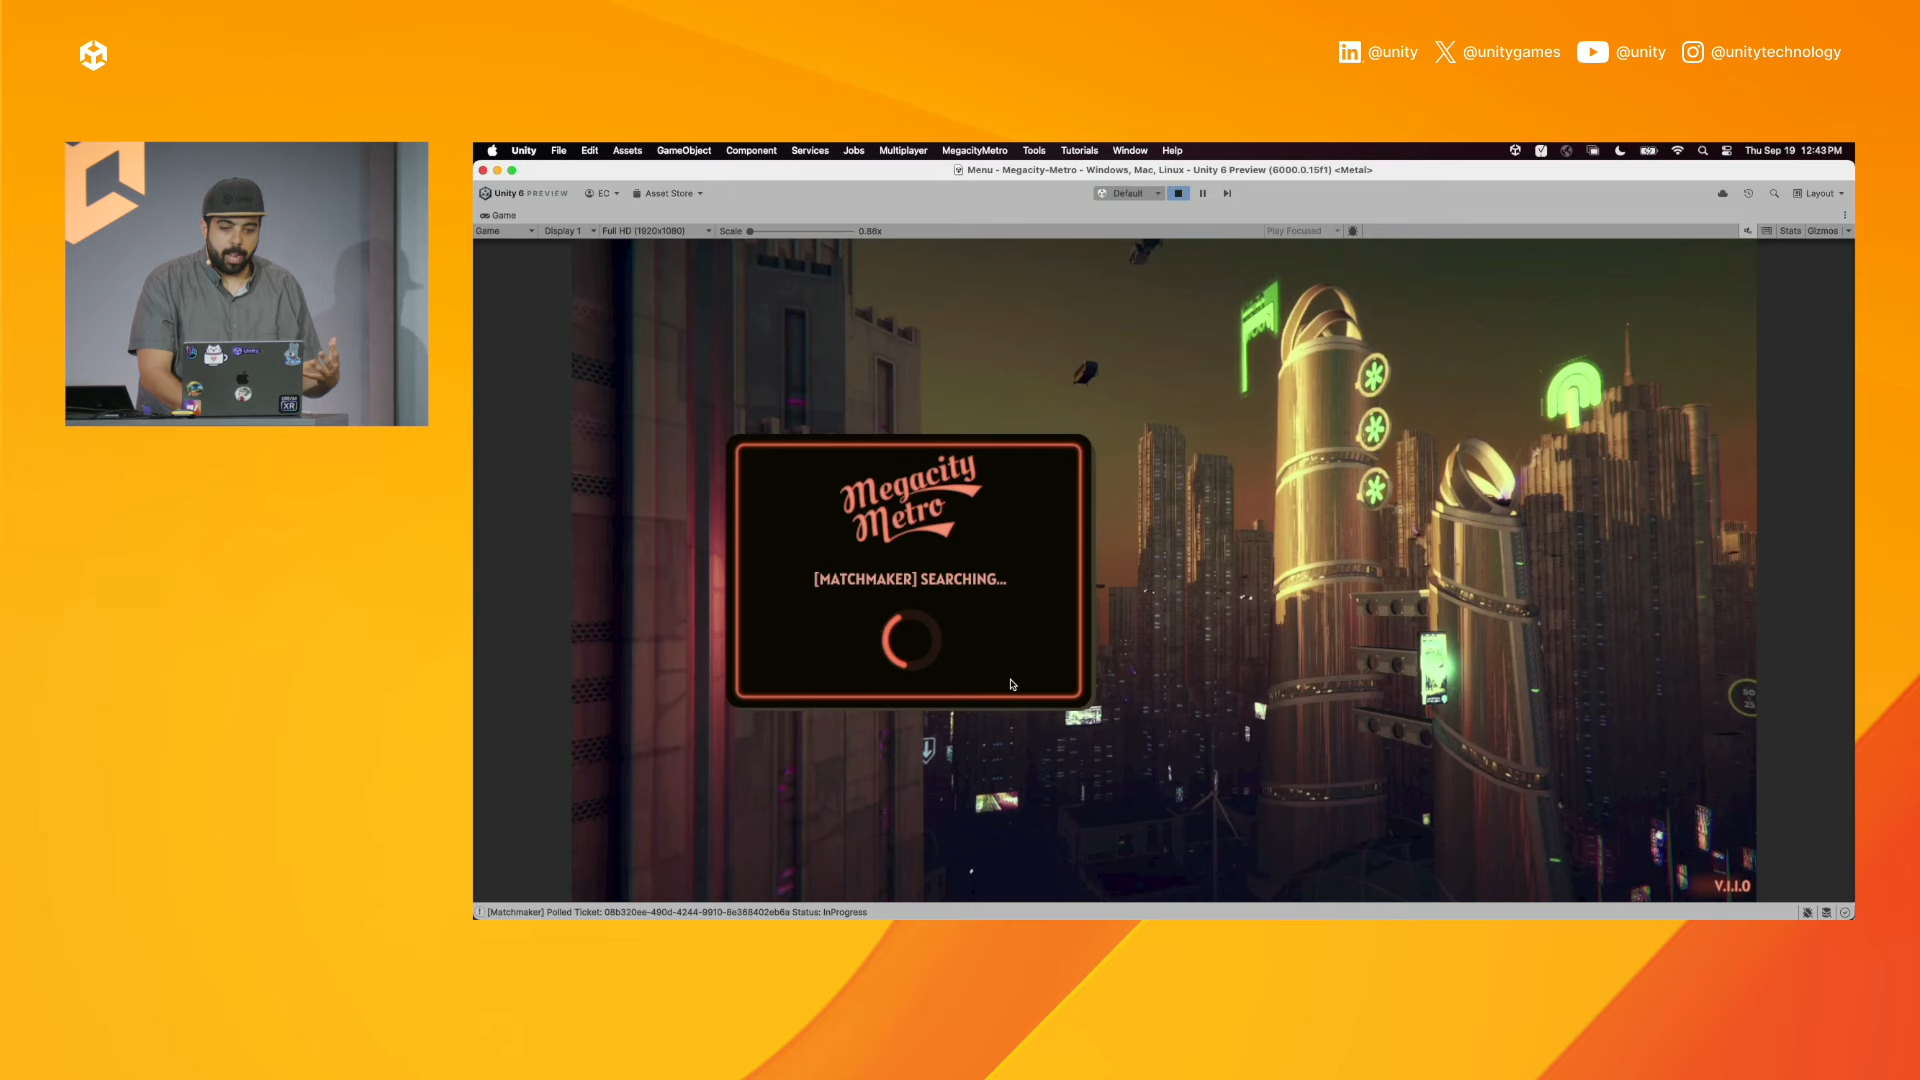 @unity @unitygames @unity @unitytechnology
Unity File Edit Assets GameObject Component Services Jobs Multiplayer MegacityMetro Tools Tutorials Window Help Thu Sep 19 12:43 PM
Menu - Megacity-Metro - Windows, Mac, Linux - Unity 6 Preview (6000.0.15f1) <Metal>
Unity 6 PREVIEW EC Asset Store Default Layout
Game
Game Display 1 Full HD (1920x1080) Scale 0.86x Play Focused Stats Gizmos
unity
DREAM
XR
Megacity
Metro
[MATCHMAKER] SEARCHING...
V.1.1.0
[Matchmaker] Polled Ticket: 08b320ee-490d-4244-9910-8e368402eb6a Status: InProgress